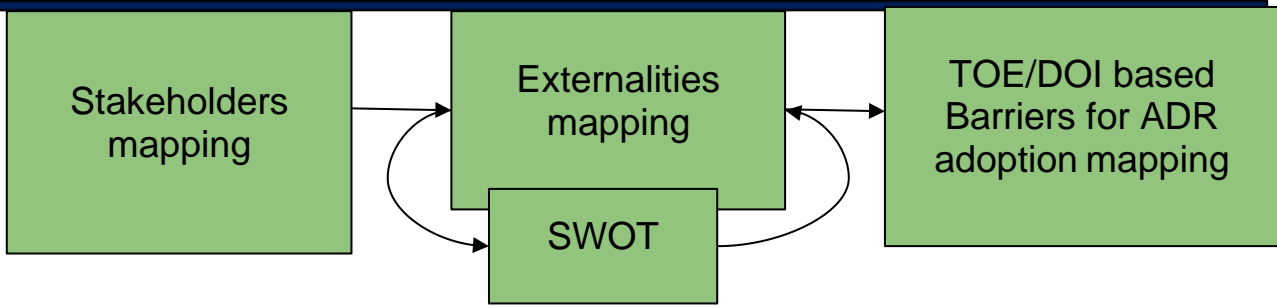 Stakeholders
mapping
Externalities
mapping
SWOT
TOE/DOI based
Barriers for ADR
adoption mapping